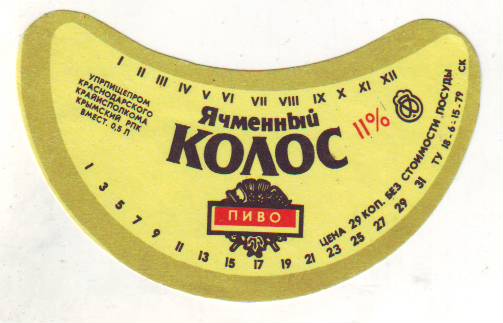 I II III IV V VI VII VIII IX X XI XII
УПРПИЩЕПРОМ
КРАСНОДАРСКОГО
КРАЙИСПОЛКОМА
КРЫМСКИЙ РПК
ВМЕСТ. 0,5 Л
Ячменный
КОЛОС
11%
ПИВО
ЦЕНА 29 КОП. БЕЗ СТОИМОСТИ ПОСУДЫ
ТУ 18-6-15-79 СК
1 3 5 7 9 11 13 15 17 19 21 23 25 27 29 31